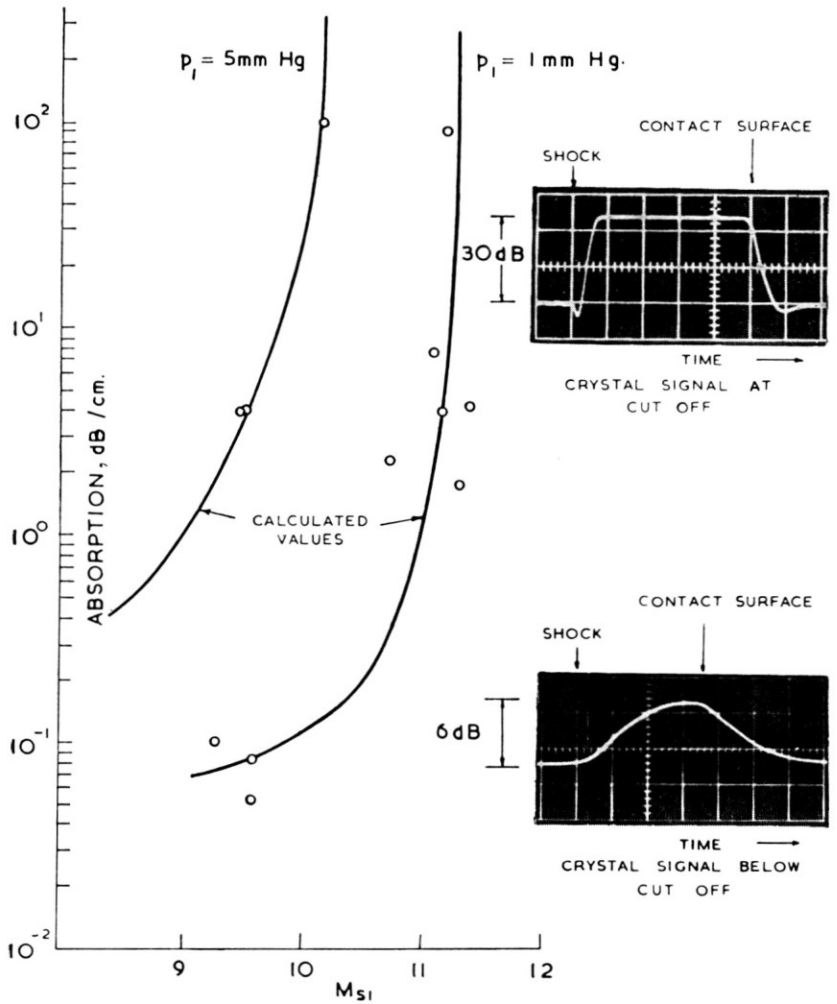 p₁ = 5mm Hg
p₁ = 1mm Hg.
10²
10¹
10⁰
10⁻¹
10⁻²
ABSORPTION, dB/cm.
CALCULATED
VALUES
9
10
11
12
M_S1
CONTACT SURFACE
SHOCK
30dB
TIME
CRYSTAL SIGNAL AT
CUT OFF
CONTACT SURFACE
SHOCK
6dB
TIME
CRYSTAL SIGNAL BELOW
CUT OFF